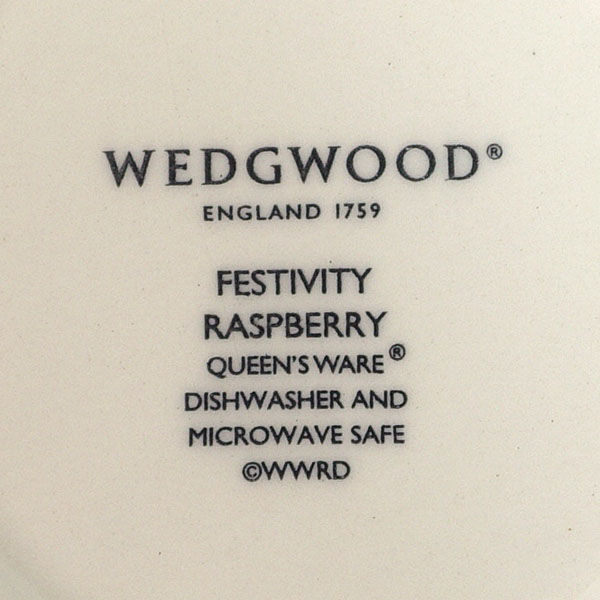 WEDGWOOD®
ENGLAND 1759
FESTIVITY
RASPBERRY
QUEEN'S WARE®
DISHWASHER AND
MICROWAVE SAFE
©WWRD